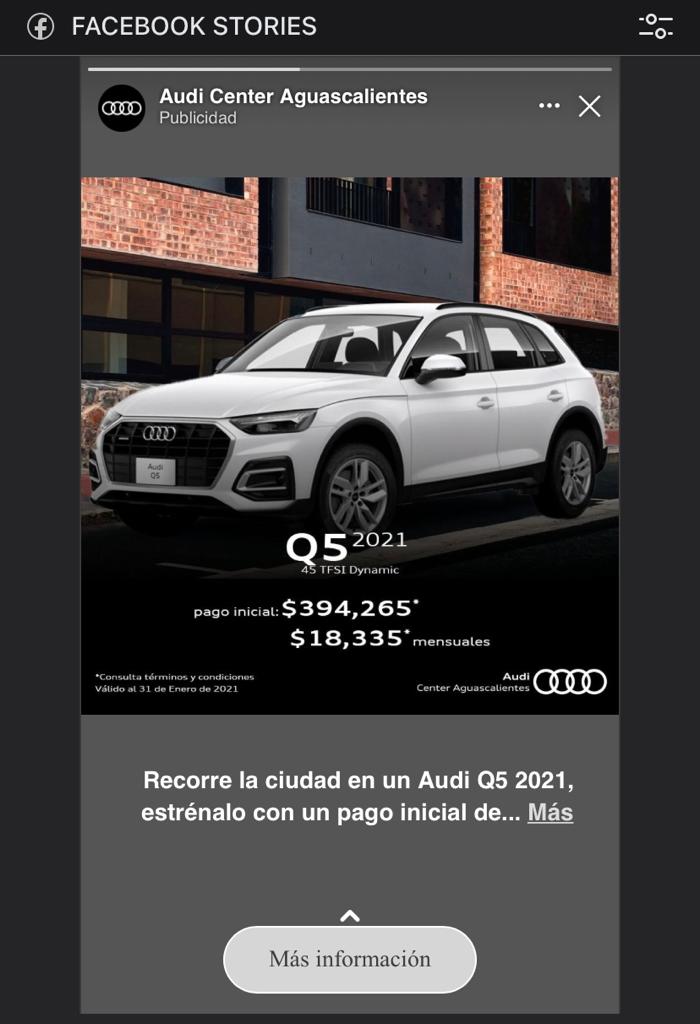 FACEBOOK STORIES
Audi Center Aguascalientes
Publicidad
Audi
Q5
Q5 2021
45 TFSI Dynamic
pago inicial: $394,265*
$18,335* mensuales
*Consulta términos y condiciones
Válido al 31 de Enero de 2021
Audi
Center Aguascalientes
Recorre la ciudad en un Audi Q5 2021,
estrénalo con un pago inicial de... Más
Más información